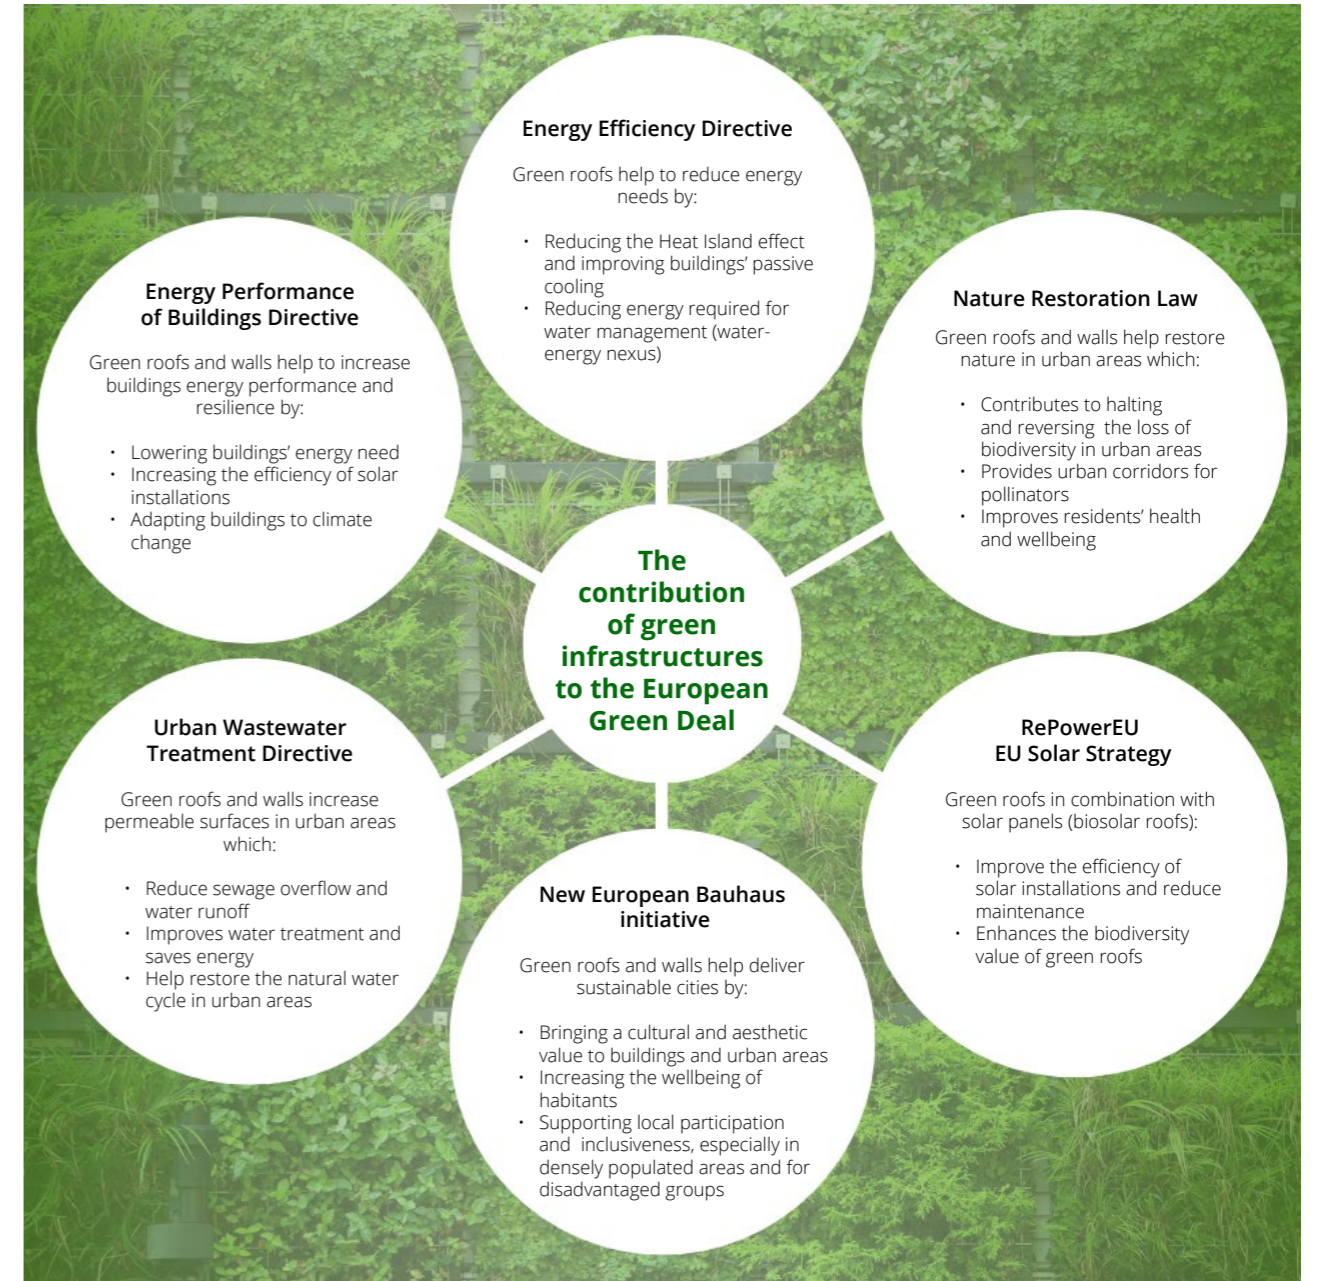 Energy Efficiency Directive
Green roofs help to reduce energy
needs by:
• Reducing the Heat Island effect
and improving buildings’ passive
cooling
• Reducing energy required for
water management (water-
energy nexus)
Energy Performance
of Buildings Directive
Green roofs and walls help to increase
buildings energy performance and
resilience by:
• Lowering buildings’ energy need
• Increasing the efficiency of solar
installations
• Adapting buildings to climate
change
Nature Restoration Law
Green roofs and walls help restore
nature in urban areas which:
• Contributes to halting
and reversing the loss of
biodiversity in urban areas
• Provides urban corridors for
pollinators
• Improves residents’ health
and wellbeing
The
contribution
of green
infrastructures
to the European
Green Deal
Urban Wastewater
Treatment Directive
Green roofs and walls increase
permeable surfaces in urban areas
which:
• Reduce sewage overflow and
water runoff
• Improves water treatment and
saves energy
• Help restore the natural water
cycle in urban areas
RePowerEU
EU Solar Strategy
Green roofs in combination with
solar panels (biosolar roofs):
• Improve the efficiency of
solar installations and reduce
maintenance
• Enhances the biodiversity
value of green roofs
New European Bauhaus
initiative
Green roofs and walls help deliver
sustainable cities by:
• Bringing a cultural and aesthetic
value to buildings and urban areas
• Increasing the wellbeing of
habitants
• Supporting local participation
and inclusiveness, especially in
densely populated areas and for
disadvantaged groups